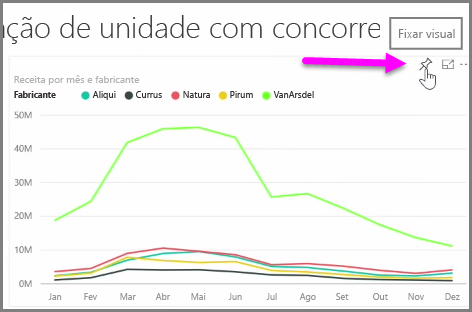 ação de unidade com concorre
Fixar visual
Receita por mês e fabricante
Fabricante Aliqui Currus Natura Pirum VanArsdel
50M
40M
30M
20M
10M
0M
Jan Fev Mar Abr Mai Jun Jul Ago Set Out Nov Dez